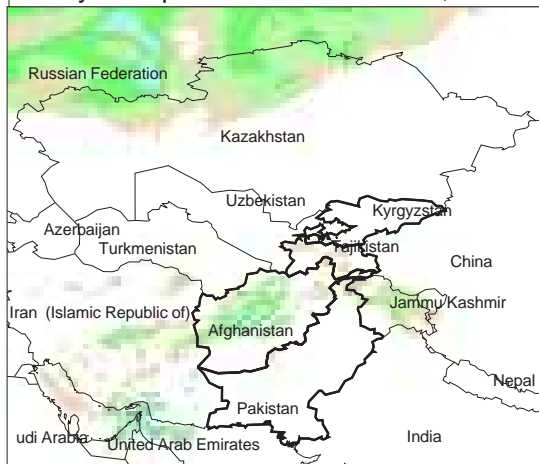 Russian Federation
Kazakhstan
Uzbekistan
Kyrgyzstan
Azerbaijan
Turkmenistan
Tajikistan
China
Iran (Islamic Republic of)
Jammu Kashmir
Afghanistan
Nepal
Pakistan
udi Arabia
United Arab Emirates
India